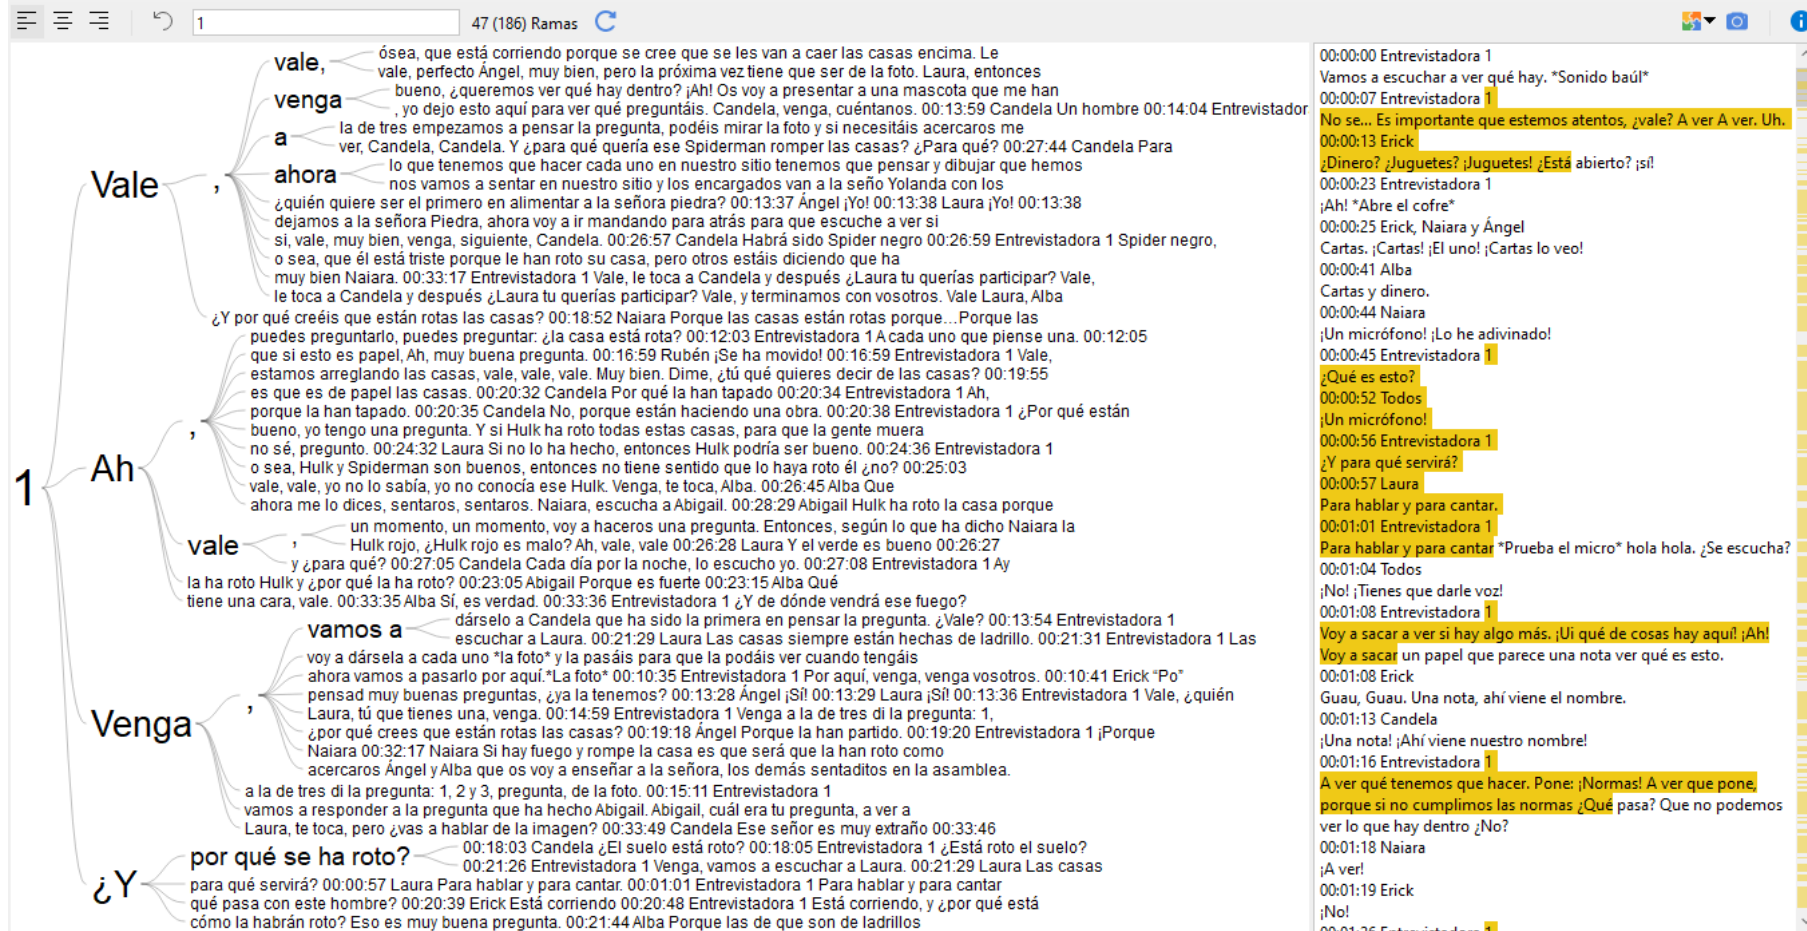 1
47 (186) Ramas
1
Vale
,
vale,
ósea, que está corriendo porque se cree que se les van a caer las casas encima. Le
vale, perfecto Ángel, muy bien, pero la próxima vez tiene que ser de la foto. Laura, entonces
venga
bueno, ¿queremos ver qué hay dentro? ¡Ah! Os voy a presentar a una mascota que me han
, yo dejo esto aquí para ver qué preguntáis. Candela, venga, cuéntanos. 00:13:59 Candela Un hombre 00:14:04 Entrevistador
a
la de tres empezamos a pensar la pregunta, podéis mirar la foto y si necesitáis acercaros me
ver, Candela, Candela. Y ¿para qué quería ese Spiderman romper las casas? ¿Para qué? 00:27:44 Candela Para
ahora
lo que tenemos que hacer cada uno en nuestro sitio tenemos que pensar y dibujar que hemos
nos vamos a sentar en nuestro sitio y los encargados van a la seño Yolanda con los
¿quién quiere ser el primero en alimentar a la señora piedra? 00:13:37 Ángel ¡Yo! 00:13:38 Laura ¡Yo! 00:13:38
dejamos a la señora Piedra, ahora voy a ir mandando para atrás para que escuche a ver si
si, vale, muy bien, venga, siguiente, Candela. 00:26:57 Candela Habrá sido Spider negro 00:26:59 Entrevistadora 1 Spider negro,
o sea, que él está triste porque le han roto su casa, pero otros estáis diciendo que ha
muy bien Naiara. 00:33:17 Entrevistadora 1 Vale, le toca a Candela y después ¿Laura tu querías participar? Vale,
le toca a Candela y después ¿Laura tu querías participar? Vale, y terminamos con vosotros. Vale Laura, Alba
¿Y por qué creéis que están rotas las casas? 00:18:52 Naiara Porque las casas están rotas porque…Porque las
Ah
,
puedes preguntarlo, puedes preguntar: ¿la casa está rota? 00:12:03 Entrevistadora 1 A cada uno que piense una. 00:12:05
que si esto es papel, Ah, muy buena pregunta. 00:16:59 Rubén ¡Se ha movido! 00:16:59 Entrevistadora 1 Vale,
estamos arreglando las casas, vale, vale, vale. Muy bien. Dime, ¿tú qué quieres decir de las casas? 00:19:55
es que es de papel las casas. 00:20:32 Candela Por qué la han tapado 00:20:34 Entrevistadora 1 Ah,
porque la han tapado. 00:20:35 Candela No, porque están haciendo una obra. 00:20:38 Entrevistadora 1 ¿Por qué están
bueno, yo tengo una pregunta. Y si Hulk ha roto todas estas casas, para que la gente muera
no sé, pregunto. 00:24:32 Laura Si no lo ha hecho, entonces Hulk podría ser bueno. 00:24:36 Entrevistadora 1
o sea, Hulk y Spiderman son buenos, entonces no tiene sentido que lo haya roto él ¿no? 00:25:03
vale, vale, yo no lo sabía, yo no conocía ese Hulk. Venga, te toca, Alba. 00:26:45 Alba Que
ahora me lo dices, sentaros, sentaros. Naiara, escucha a Abigail. 00:28:29 Abigail Hulk ha roto la casa porque
vale
,
un momento, un momento, voy a haceros una pregunta. Entonces, según lo que ha dicho Naiara la
Hulk rojo, ¿Hulk rojo es malo? Ah, vale, vale 00:26:28 Laura Y el verde es bueno 00:26:27
y ¿para qué? 00:27:05 Candela Cada día por la noche, lo escucho yo. 00:27:08 Entrevistadora 1 Ay
la ha roto Hulk y ¿por qué la ha roto? 00:23:05 Abigail Porque es fuerte 00:23:15 Alba Qué
tiene una cara, vale. 00:33:35 Alba Sí, es verdad. 00:33:36 Entrevistadora 1 ¿Y de dónde vendrá ese fuego?
Venga
,
vamos a
dárselo a Candela que ha sido la primera en pensar la pregunta. ¿Vale? 00:13:54 Entrevistadora 1
escuchar a Laura. 00:21:29 Laura Las casas siempre están hechas de ladrillo. 00:21:31 Entrevistadora 1 Las
voy a dársela a cada uno *la foto* y la pasáis para que la podáis ver cuando tengáis
ahora vamos a pasarlo por aquí.*La foto* 00:10:35 Entrevistadora 1 Por aquí, venga, venga vosotros. 00:10:41 Erick “Po”
pensad muy buenas preguntas, ¿ya la tenemos? 00:13:28 Ángel ¡Sí! 00:13:29 Laura ¡Sí! 00:13:36 Entrevistadora 1 Vale, ¿quién
Laura, tú que tienes una, venga. 00:14:59 Entrevistadora 1 Venga a la de tres di la pregunta: 1,
¿por qué crees que están rotas las casas? 00:19:18 Ángel Porque la han partido. 00:19:20 Entrevistadora 1 ¡Porque
Naiara 00:32:17 Naiara Si hay fuego y rompe la casa es que será que la han roto como
acercaros Ángel y Alba que os voy a enseñar a la señora, los demás sentaditos en la asamblea.
a la de tres di la pregunta: 1, 2 y 3, pregunta, de la foto. 00:15:11 Entrevistadora 1
vamos a responder a la pregunta que ha hecho Abigail. Abigail, cuál era tu pregunta, a ver a
Laura, te toca, pero ¿vas a hablar de la imagen? 00:33:49 Candela Ese señor es muy extraño 00:33:46
¿Y
por qué se ha roto?
00:18:03 Candela ¿El suelo está roto? 00:18:05 Entrevistadora 1 ¿Está roto el suelo?
00:21:26 Entrevistadora 1 Venga, vamos a escuchar a Laura. 00:21:29 Laura Las casas
para qué servirá? 00:00:57 Laura Para hablar y para cantar. 00:01:01 Entrevistadora 1 Para hablar y para cantar
qué pasa con este hombre? 00:20:39 Erick Está corriendo 00:20:48 Entrevistadora 1 Está corriendo, y ¿por qué está
cómo la habrán roto? Eso es muy buena pregunta. 00:21:44 Alba Porque las de que son de ladrillos
00:00:00 Entrevistadora 1
Vamos a escuchar a ver qué hay. *Sonido baúl*
00:00:07 Entrevistadora 1
No se... Es importante que estemos atentos, ¿vale? A ver A ver. Uh.
00:00:13 Erick
¿Dinero? ¿Juguetes? ¡Juguetes! ¿Está abierto? ¡sí!
00:00:23 Entrevistadora 1
¡Ah! *Abre el cofre*
00:00:25 Erick, Naiara y Ángel
Cartas. ¡Cartas! ¡El uno! ¡Cartas lo veo!
00:00:41 Alba
Cartas y dinero.
00:00:44 Naiara
¡Un micrófono! ¡Lo he adivinado!
00:00:45 Entrevistadora 1
¿Qué es esto?
00:00:52 Todos
¡Un micrófono!
00:00:56 Entrevistadora 1
¿Y para qué servirá?
00:00:57 Laura
Para hablar y para cantar.
00:01:01 Entrevistadora 1
Para hablar y para cantar *Prueba el micro* hola hola. ¿Se escucha?
00:01:04 Todos
¡No! ¡Tienes que darle voz!
00:01:08 Entrevistadora 1
Voy a sacar a ver si hay algo más. ¡Ui qué de cosas hay aquí! ¡Ah!
Voy a sacar un papel que parece una nota ver qué es esto.
00:01:08 Erick
Guau, Guau. Una nota, ahí viene el nombre.
00:01:13 Candela
¡Una nota! ¡Ahí viene nuestro nombre!
00:01:16 Entrevistadora 1
A ver qué tenemos que hacer. Pone: ¡Normas! A ver que pone,
porque si no cumplimos las normas ¿Qué pasa? Que no podemos
ver lo que hay dentro ¿No?
00:01:18 Naiara
¡A ver!
00:01:19 Erick
¡No!
00:01:26 Entrevistadora 1